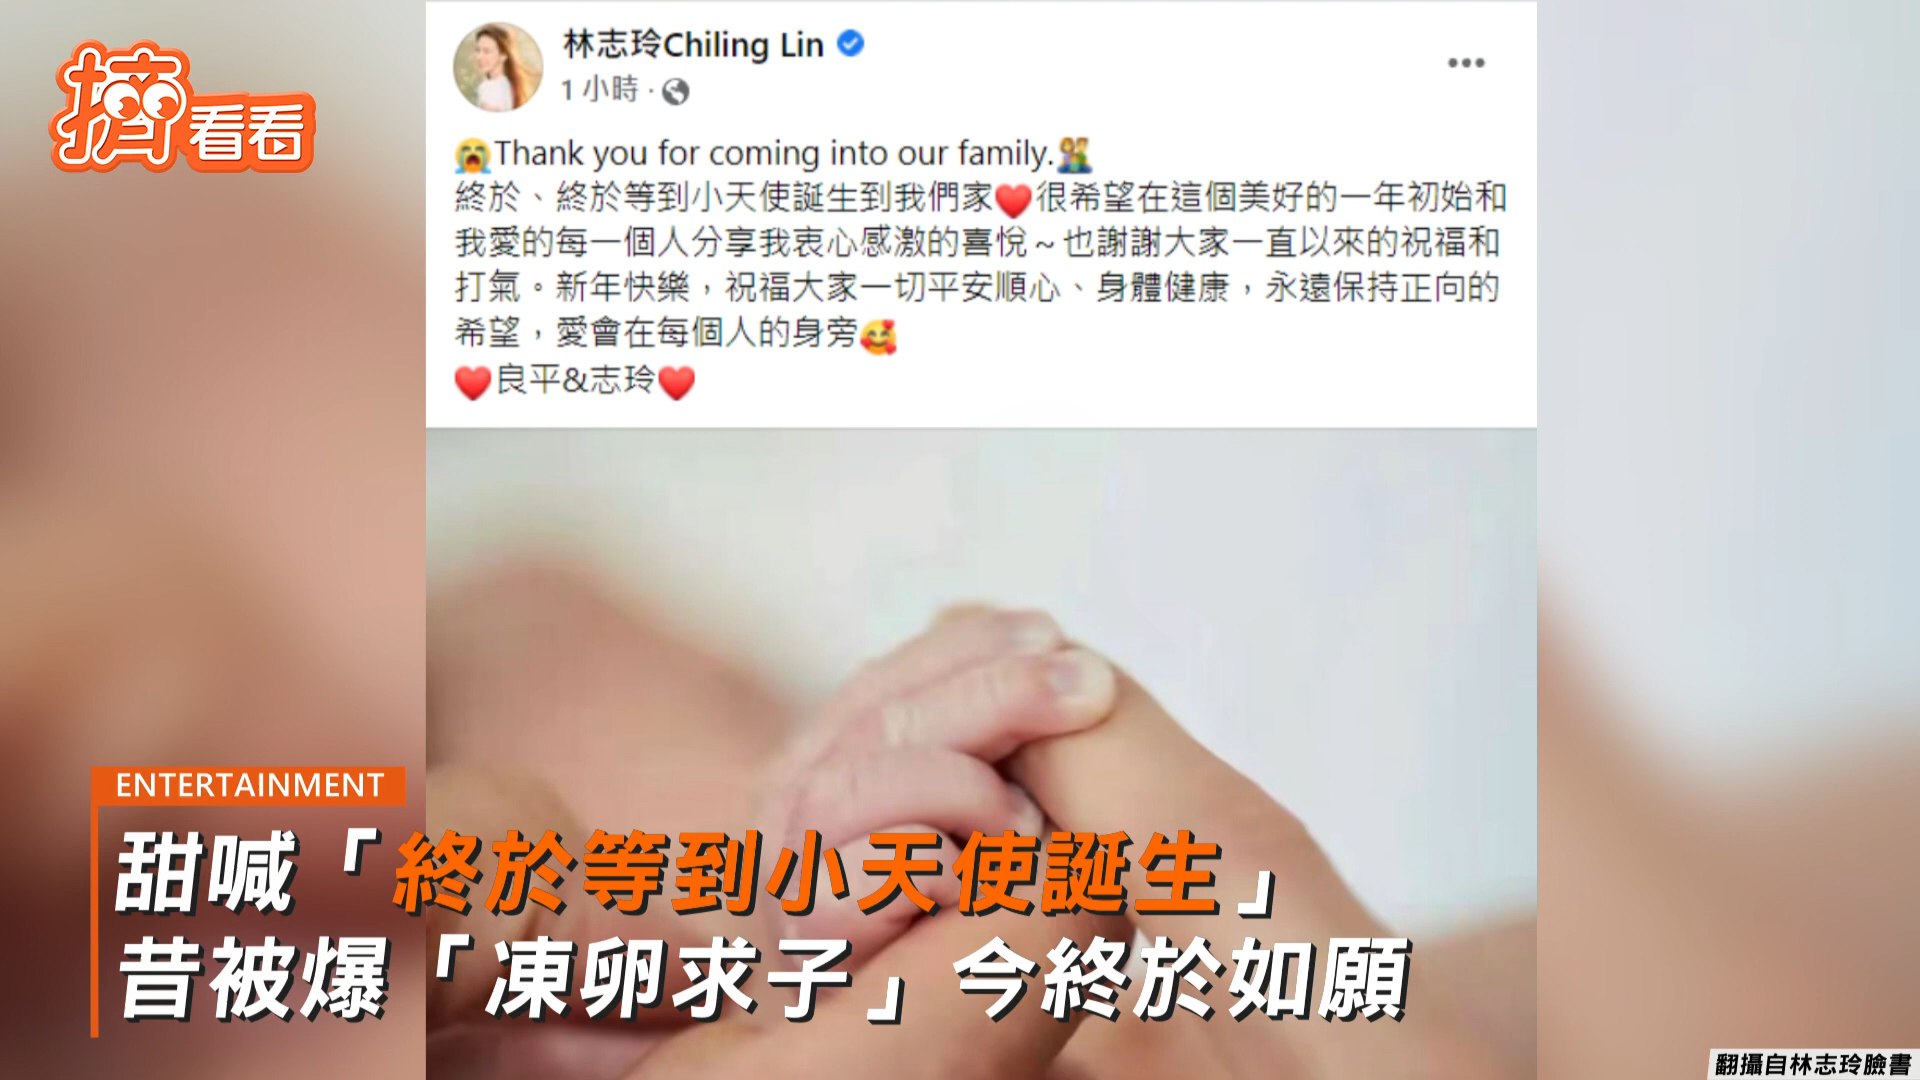 擠看看
林志玲Chiling Lin
1 小時 ·
😭Thank you for coming into our family.👨‍👩‍👦
終於、終於等到小天使誕生到我們家❤️很希望在這個美好的一年初始和
我愛的每一個人分享我衷心感激的喜悅～也謝謝大家一直以來的祝福和
打氣。新年快樂，祝福大家一切平安順心、身體健康，永遠保持正向的
希望，愛會在每個人的身旁🥰
❤️良平&志玲❤️
ENTERTAINMENT
甜喊「終於等到小天使誕生」
昔被爆「凍卵求子」今終於如願
翻攝自林志玲臉書